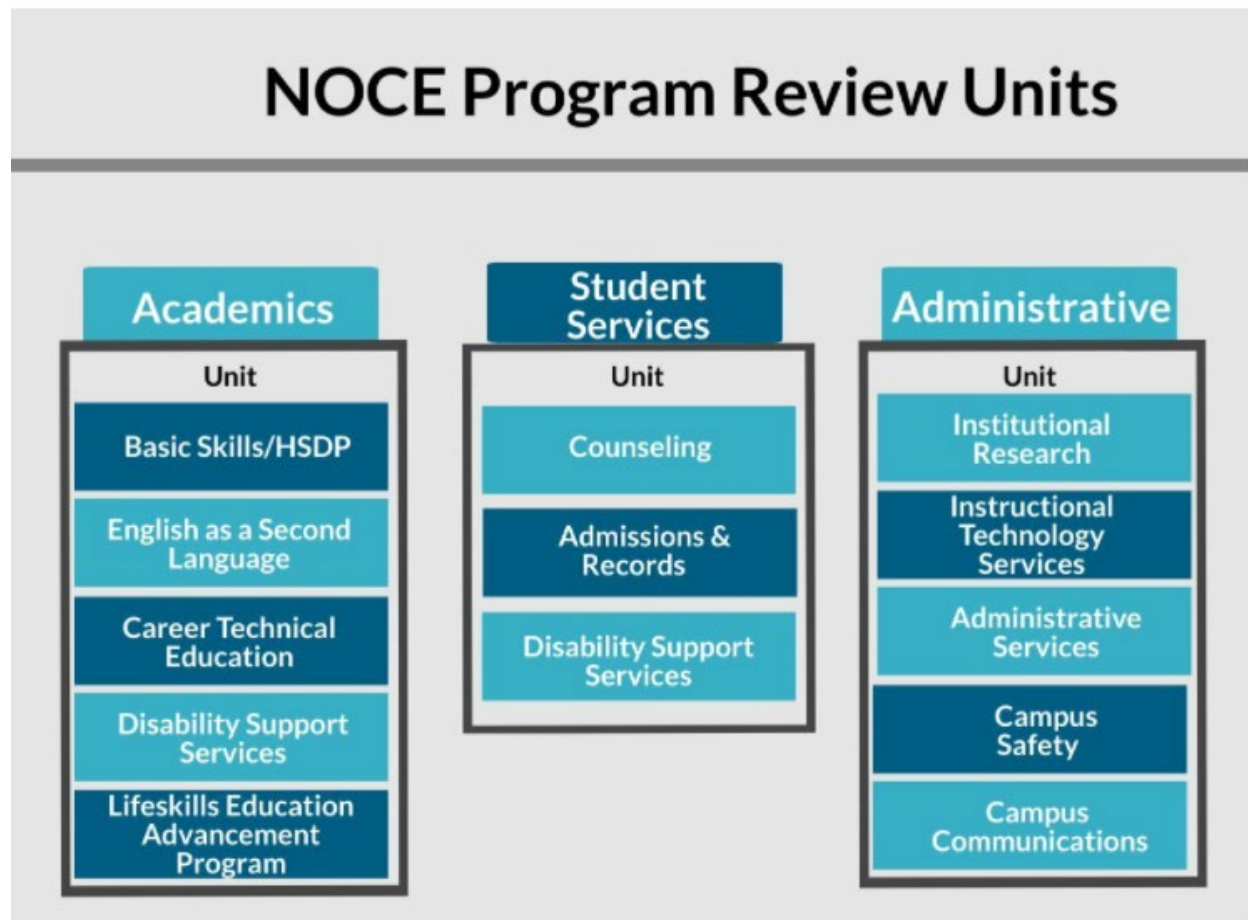 NOCE Program Review Units
Academics
Unit
Basic Skills/HSDP
English as a Second
Language
Career Technical
Education
Disability Support
Services
Lifeskills Education
Advancement
Program
Student
Services
Unit
Counseling
Admissions &
Records
Disability Support
Services
Administrative
Unit
Institutional
Research
Instructional
Technology
Services
Administrative
Services
Campus
Safety
Campus
Communications